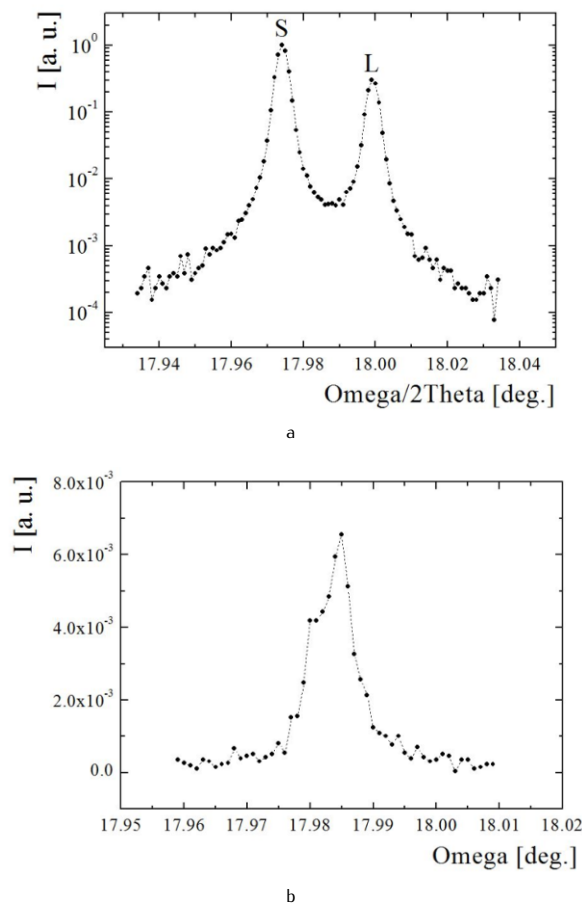 S
L
I [a. u.]
10⁰
10⁻¹
10⁻²
10⁻³
10⁻⁴
17.94 17.96 17.98 18.00 18.02 18.04
Omega/2Theta [deg.]
a
I [a. u.]
8.0x10⁻³
6.0x10⁻³
4.0x10⁻³
2.0x10⁻³
0.0
17.95 17.96 17.97 17.98 17.99 18.00 18.01 18.02
Omega [deg.]
b